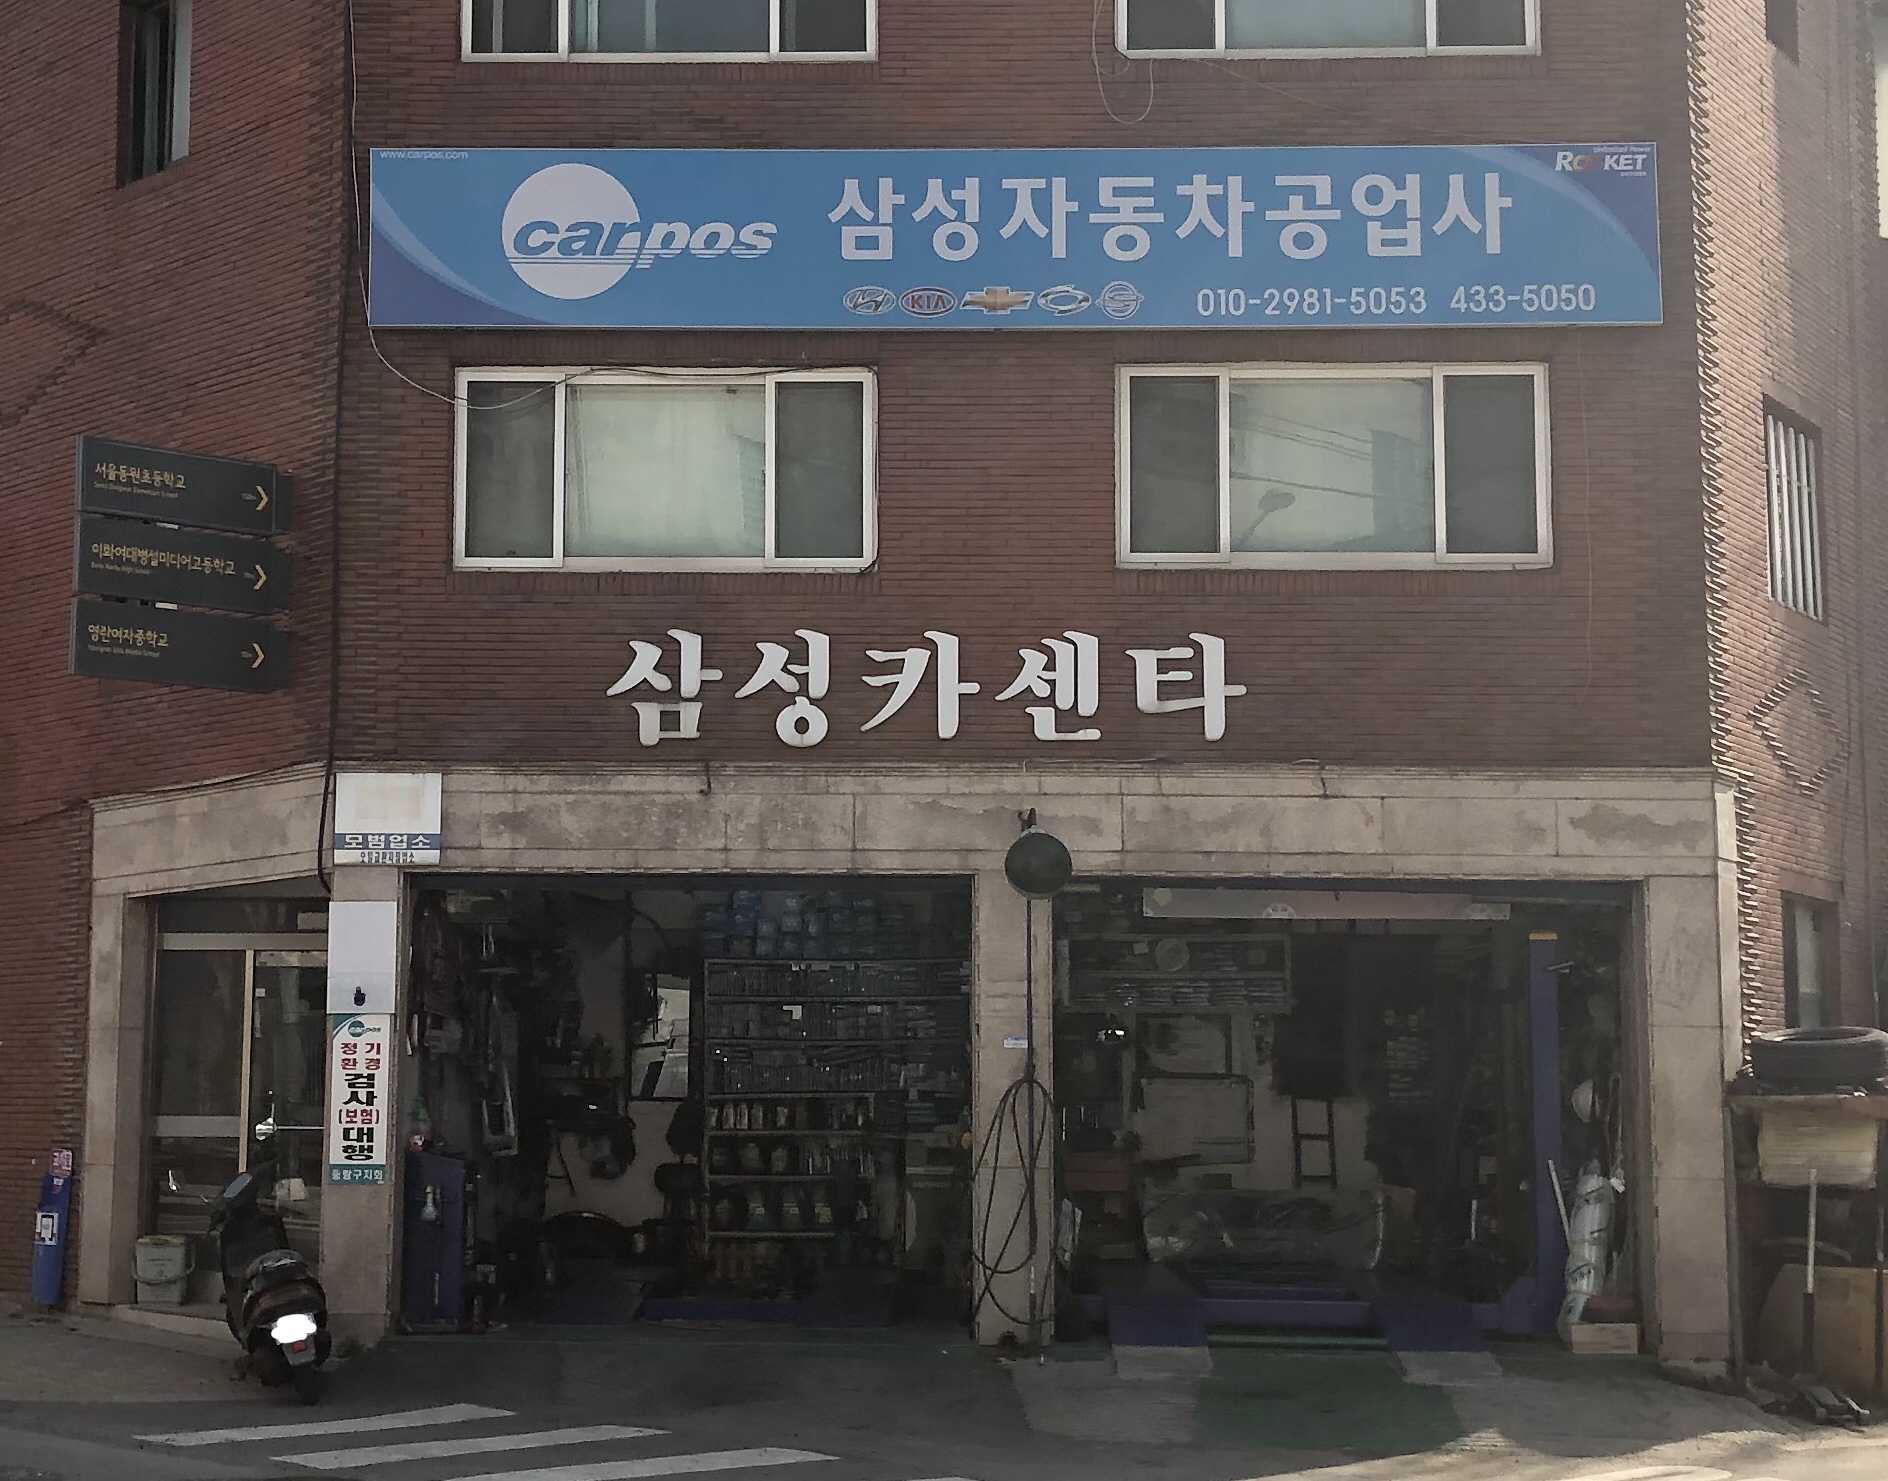 www.carpos.com
carpos
삼성자동차공업사
ROCKET
KIA
010-2981-5053 433-5050
서울동원초등학교
이화여대병설미디어고등학교
영란여자중학교
삼성카센타
모범업소
carpos
정기
환경
검
사
(보험)
대
행
중랑구지회